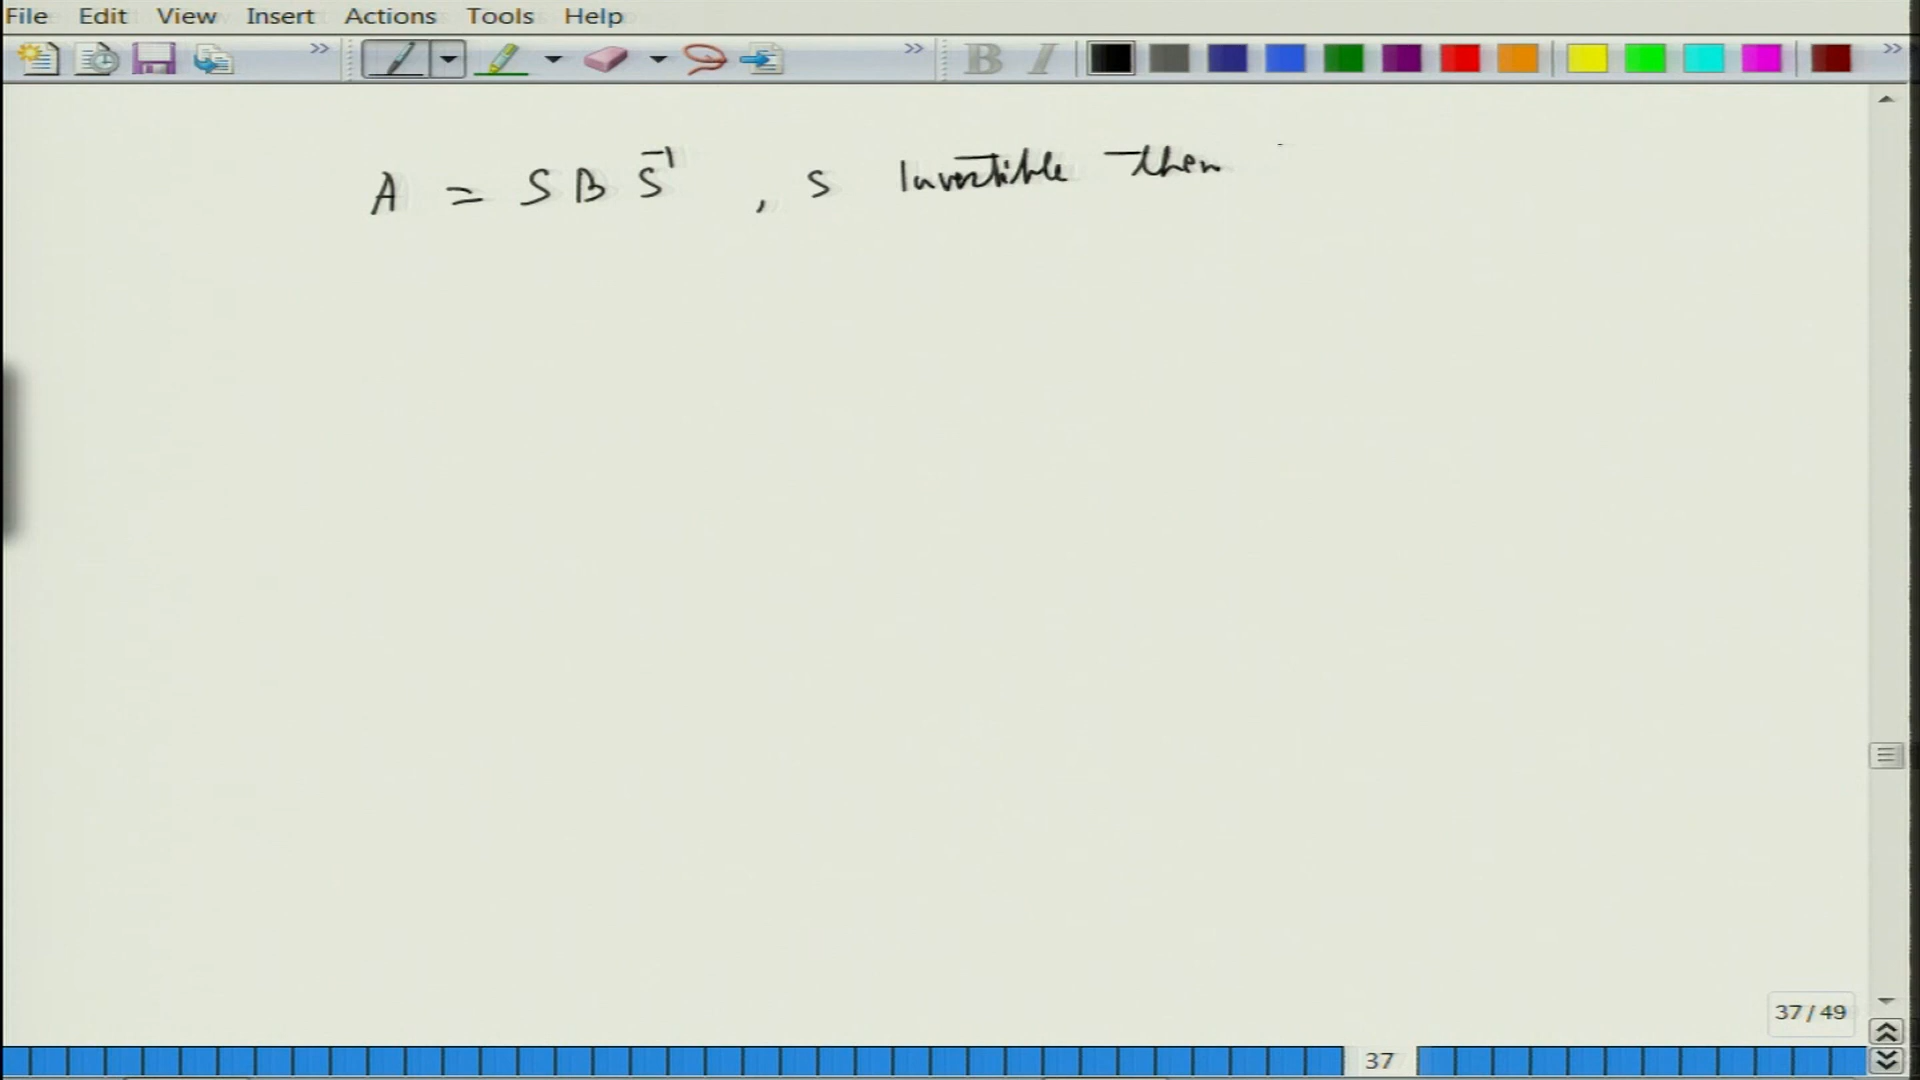 File Edit View Insert Actions Tools Help
B I
A = S B S⁻¹ , S Invertible then
37 / 49
37